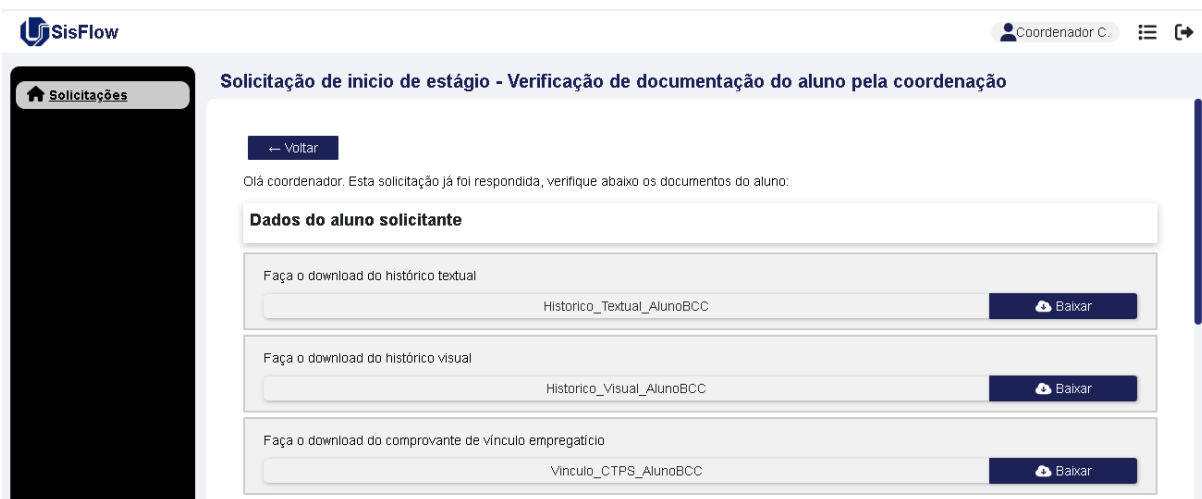 SisFlow
Coordenador C.
Solicitações
Solicitação de inicio de estágio - Verificação de documentação do aluno pela coordenação
← Voltar
Olá coordenador. Esta solicitação já foi respondida, verifique abaixo os documentos do aluno:
Dados do aluno solicitante
Faça o download do histórico textual
Historico_Textual_AlunoBCC
Baixar
Faça o download do histórico visual
Historico_Visual_AlunoBCC
Baixar
Faça o download do comprovante de vínculo empregatício
Vinculo_CTPS_AlunoBCC
Baixar